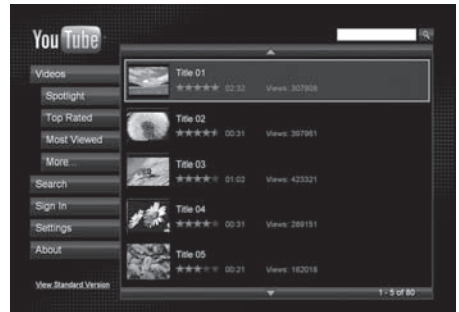 You Tube
Videos
Spotlight
Top Rated
Most Viewed
More...
Search
Sign In
Settings
About
View Standard Version
Title 01
02:32 Views: 307908
Title 02
00:31 Views: 397961
Title 03
01:02 Views: 423321
Title 04
00:31 Views: 289151
Title 05
00:21 Views: 162018
1 - 5 of 80